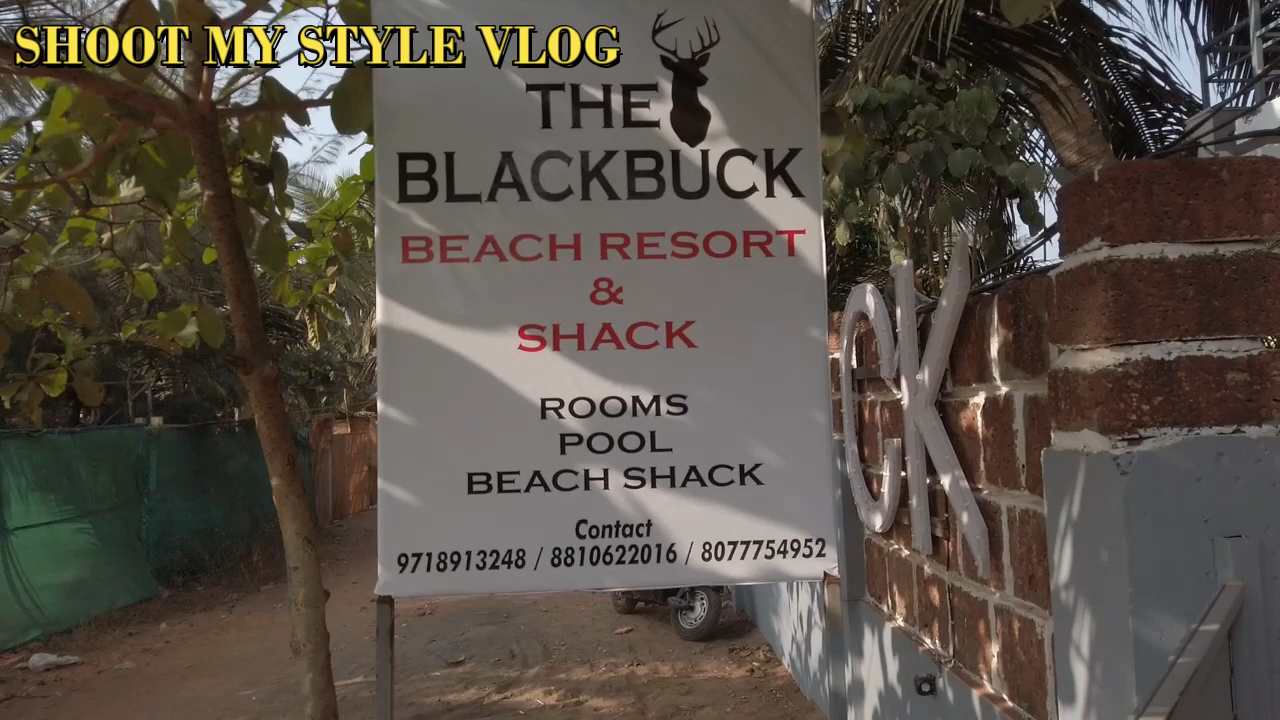 SHOOT MY STYLE VLOG
THE
BLACKBUCK
BEACH RESORT
&
SHACK
ROOMS
POOL
BEACH SHACK
Contact
9718913248 / 8810622016 / 8077754952
CK